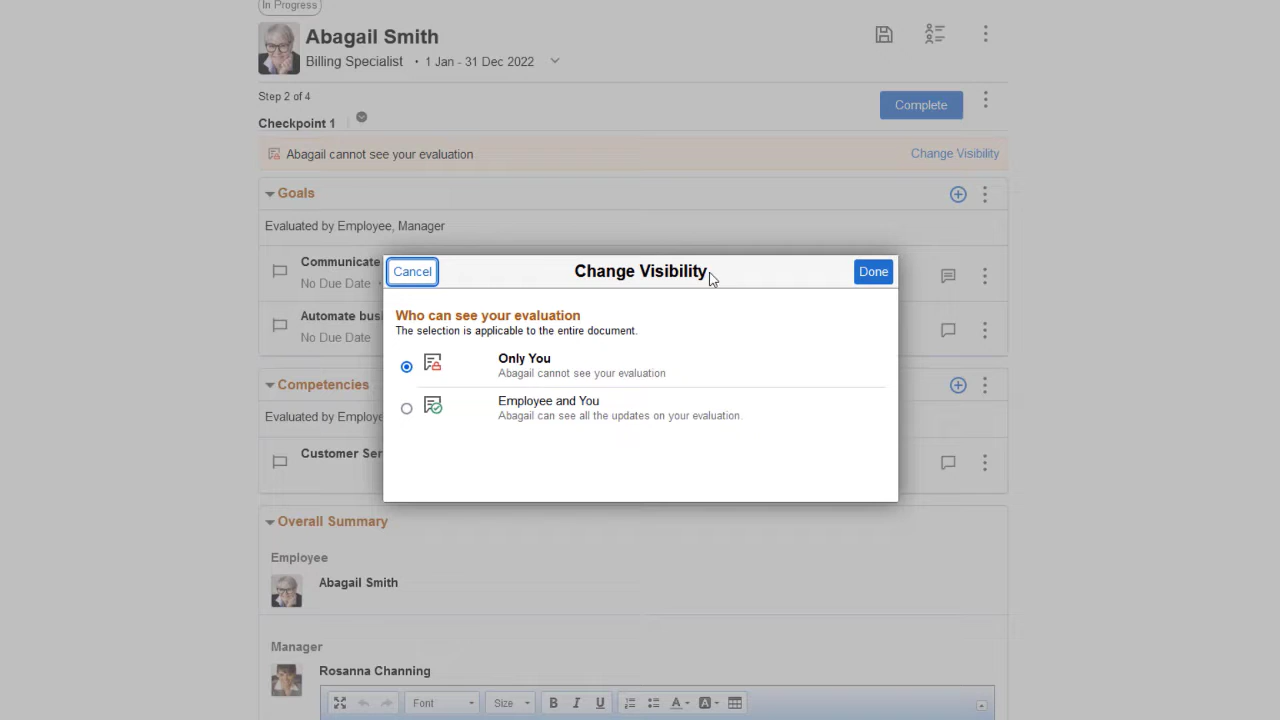 In Progress
Abagail Smith
Billing Specialist • 1 Jan - 31 Dec 2022
Step 2 of 4
Complete
Checkpoint 1
Abagail cannot see your evaluation
Change Visibility
Goals
Evaluated by Employee, Manager
Communicate
No Due Date
Automate busi
No Due Date
Competencies
Evaluated by Employe
Customer Ser
Cancel
Change Visibility
Done
Who can see your evaluation
The selection is applicable to the entire document.
Only You
Abagail cannot see your evaluation
Employee and You
Abagail can see all the updates on your evaluation
Overall Summary
Employee
Abagail Smith
Manager
Rosanna Channing
Font Size B I U A A